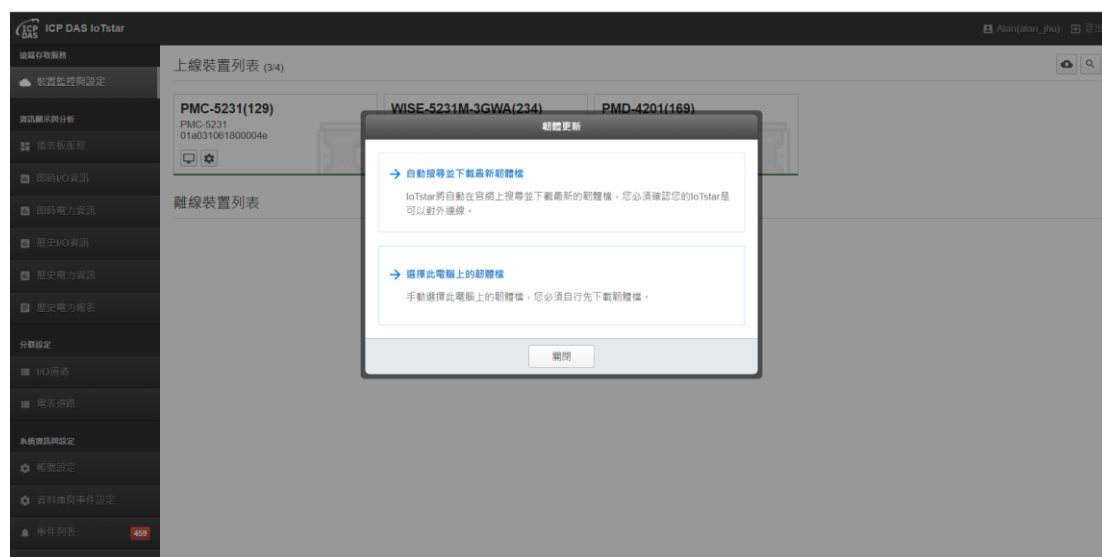 ICP DAS
ICP DAS IoTstar
Alan(alan_jhu) 登出
遠端存取服務
裝置監控與設定
資訊顯示與分析
儀表板服務
即時I/O資訊
即時電力資訊
歷史I/O資訊
歷史電力資訊
歷史電力報表
分群設定
I/O通道
電表迴路
系統資訊與設定
帳號設定
資料庫與事件設定
事件列表 459
上線裝置列表 (3/4)
PMC-5231(129)
PMC-5231
01a031061800004e
WISE-5231M-3GWA(234)
PMD-4201(169)
離線裝置列表
韌體更新
自動搜尋並下載最新韌體檔
IoTstar將自動在官網上搜尋並下載最新的韌體檔，您必須確認您的IoTstar是
可以對外連線。
選擇此電腦上的韌體檔
手動選擇此電腦上的韌體檔，您必須自行先下載韌體檔。
關閉